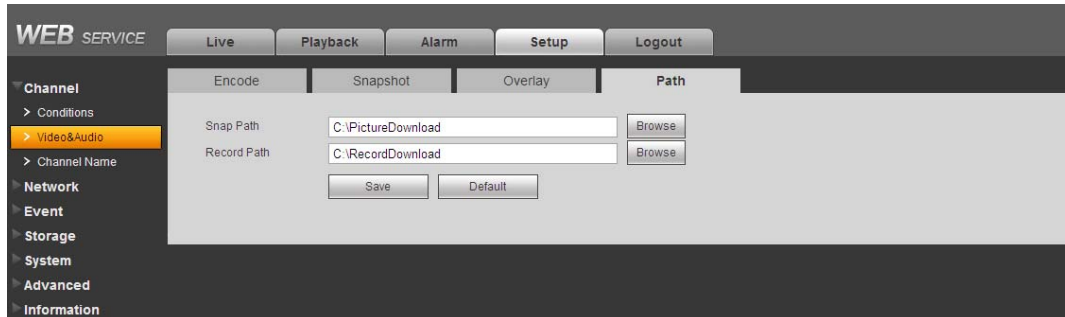 WEB SERVICE
Live Playback Alarm Setup Logout
Channel
Encode Snapshot Overlay Path
> Conditions
Snap Path C:\PictureDownload Browse
> Video&Audio
Record Path C:\RecordDownload Browse
> Channel Name
Save Default
Network
Event
Storage
System
Advanced
Information